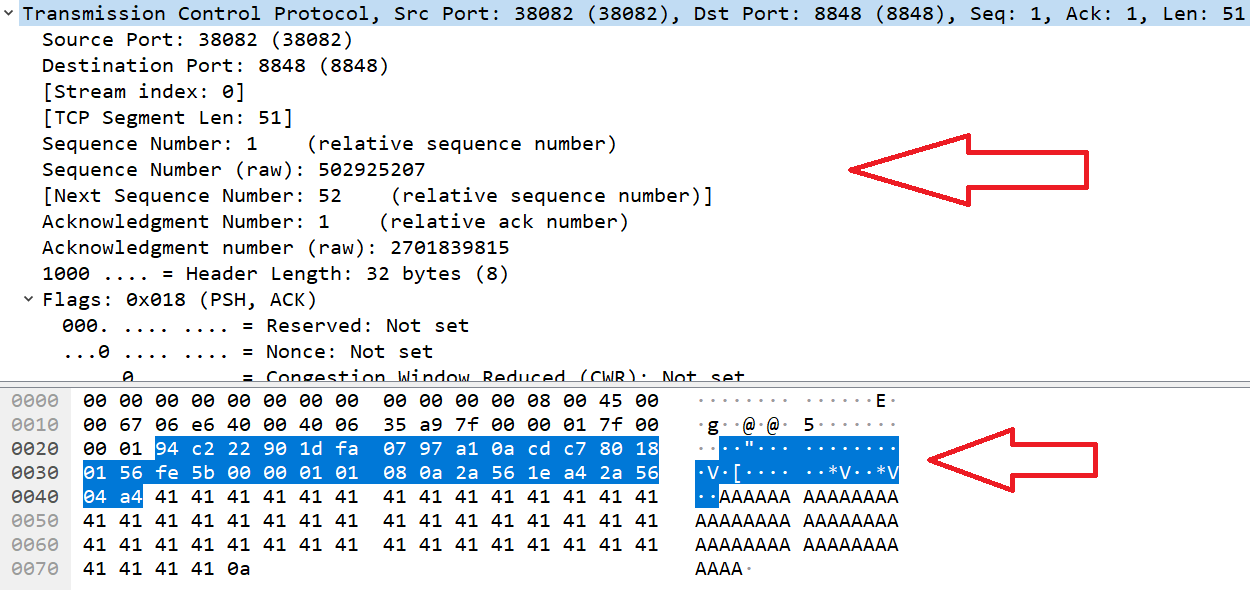 Transmission Control Protocol, Src Port: 38082 (38082), Dst Port: 8848 (8848), Seq: 1, Ack: 1, Len: 51
Source Port: 38082 (38082)
Destination Port: 8848 (8848)
[Stream index: 0]
[TCP Segment Len: 51]
Sequence Number: 1    (relative sequence number)
Sequence Number (raw): 502925207
[Next Sequence Number: 52    (relative sequence number)]
Acknowledgment Number: 1    (relative ack number)
Acknowledgment number (raw): 2701839815
1000 .... = Header Length: 32 bytes (8)
Flags: 0x018 (PSH, ACK)
000. .... .... = Reserved: Not set
...0 .... .... = Nonce: Not set
0... .... = Congestion Window Reduced (CWR): Not set
0000  00 00 00 00 00 00 00 00  00 00 00 00 08 00 45 00  ········ ······E·
0010  00 67 06 e6 40 00 40 06  35 a9 7f 00 00 01 7f 00  ·g··@·@· 5·······
0020  00 01 94 c2 22 90 1d fa  07 97 a1 0a cd c7 80 18  ····"··· ········
0030  01 56 fe 5b 00 00 01 01  08 0a 2a 56 1e a4 2a 56  ·V·[···· ··*V··*V
0040  04 a4 41 41 41 41 41 41  41 41 41 41 41 41 41 41  ··AAAAAA AAAAAAAA
0050  41 41 41 41 41 41 41 41  41 41 41 41 41 41 41 41  AAAAAAAA AAAAAAAA
0060  41 41 41 41 41 41 41 41  41 41 41 41 41 41 41 41  AAAAAAAA AAAAAAAA
0070  41 41 41 41 0a  AAAA·